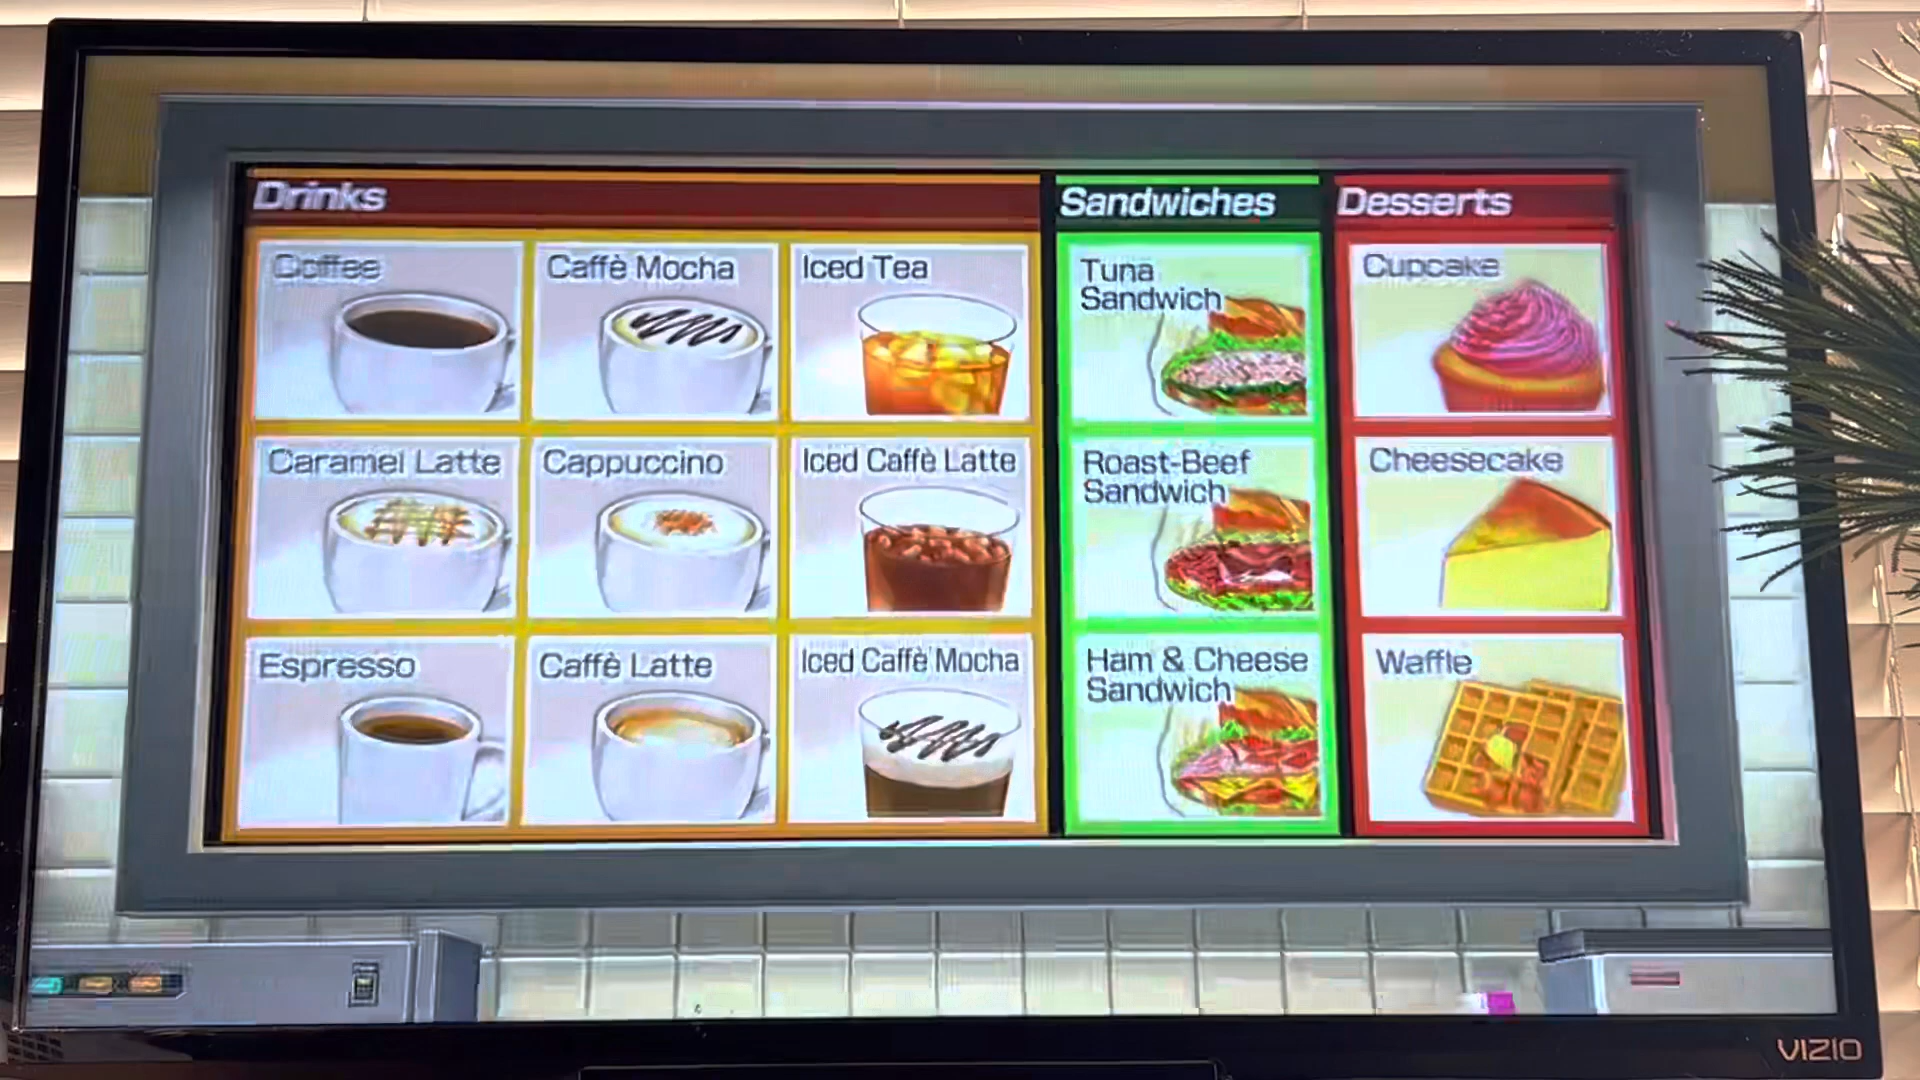 Drinks
Coffee
Caffè Mocha
Iced Tea
Caramel Latte
Cappuccino
Iced Caffè Latte
Espresso
Caffè Latte
Iced Caffè Mocha
Sandwiches
Tuna
Sandwich
Roast-Beef
Sandwich
Ham & Cheese
Sandwich
Desserts
Cupcake
Cheesecake
Waffle
VIZIO